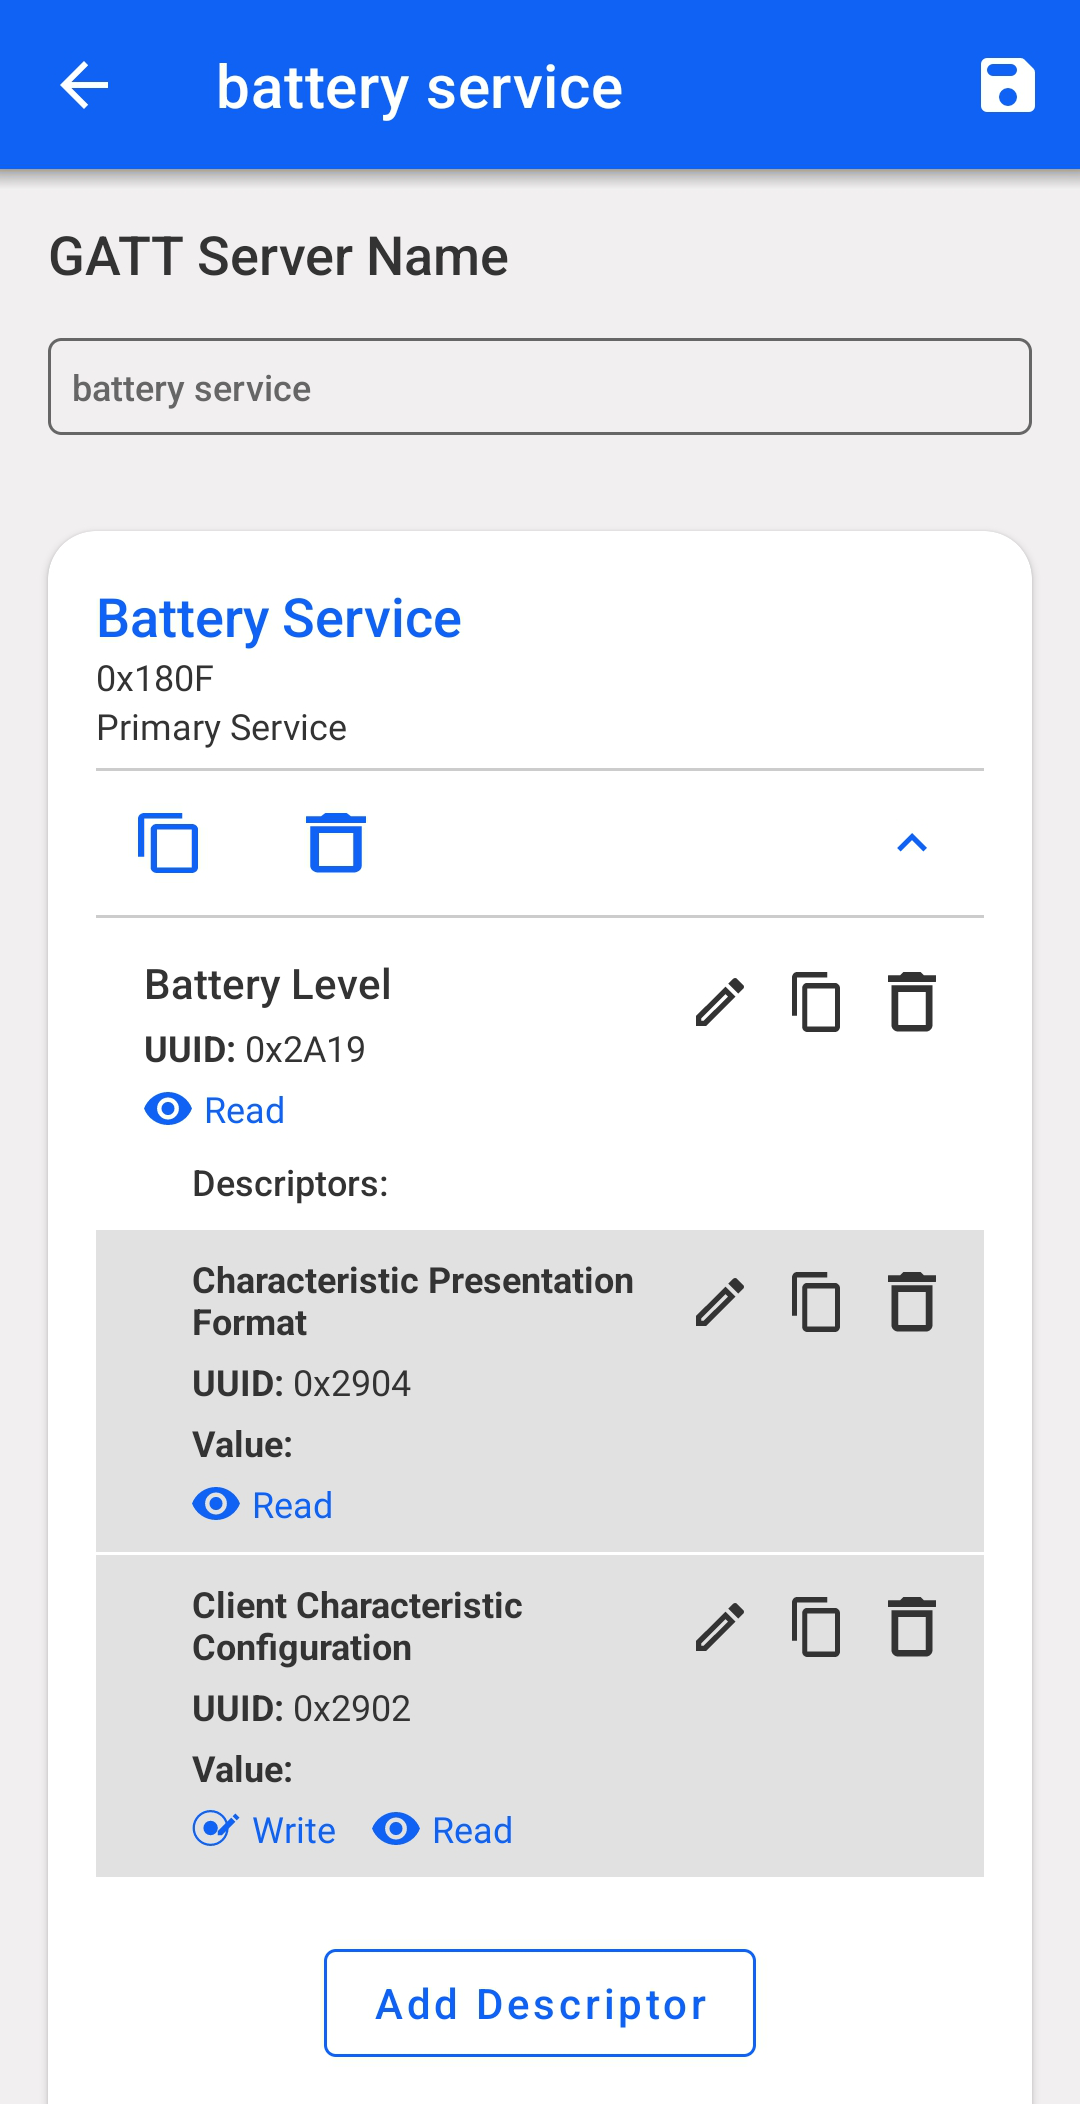 battery service
GATT Server Name
battery service
Battery Service
0x180F
Primary Service
Battery Level
UUID: 0x2A19
Read
Descriptors:
Characteristic Presentation
Format
UUID: 0x2904
Value:
Read
Client Characteristic
Configuration
UUID: 0x2902
Value:
Write Read
Add Descriptor